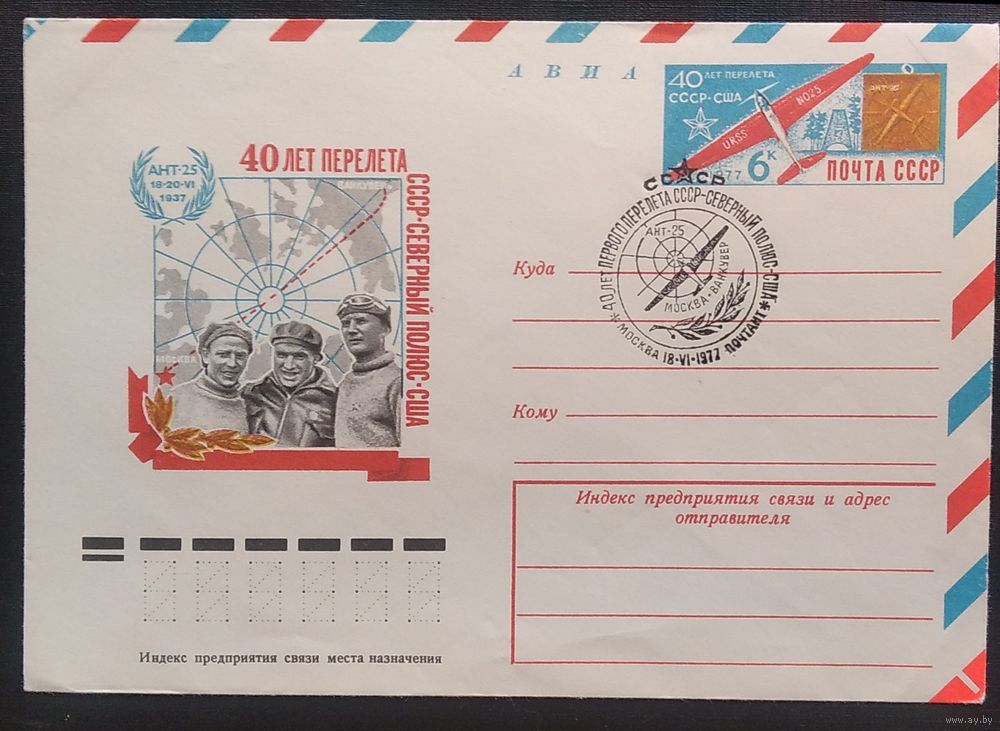 АВИА
40 ЛЕТ ПЕРЕЛЕТА
СССР-США
URSS NO25
АНТ-25
1977 6К ПОЧТА СССР
АНТ-25
18-20-VI
1937
40 ЛЕТ ПЕРЕЛЕТА
СССР-СЕВЕРНЫЙ ПОЛЮС-США
ВАНКУВЕР
МОСКВА
СССР
40 ЛЕТ ПЕРВОГО ПЕРЕЛЕТА СССР-СЕВЕРНЫЙ ПОЛЮС-США
АНТ-25
МОСКВА-ВАНКУВЕР
МОСКВА 18-VI-1977 ПОЧТАМТ
Куда
Кому
Индекс предприятия связи и адрес
отправителя
Индекс предприятия связи места назначения
www.ay.by